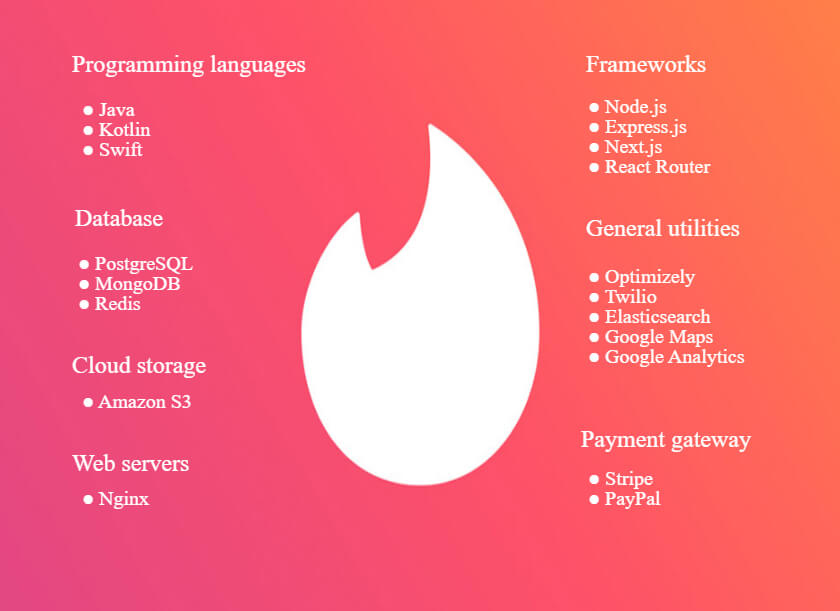 Programming languages
● Java
● Kotlin
● Swift
Database
● PostgreSQL
● MongoDB
● Redis
Cloud storage
● Amazon S3
Web servers
● Nginx
Frameworks
● Node.js
● Express.js
● Next.js
● React Router
General utilities
● Optimizely
● Twilio
● Elasticsearch
● Google Maps
● Google Analytics
Payment gateway
● Stripe
● PayPal